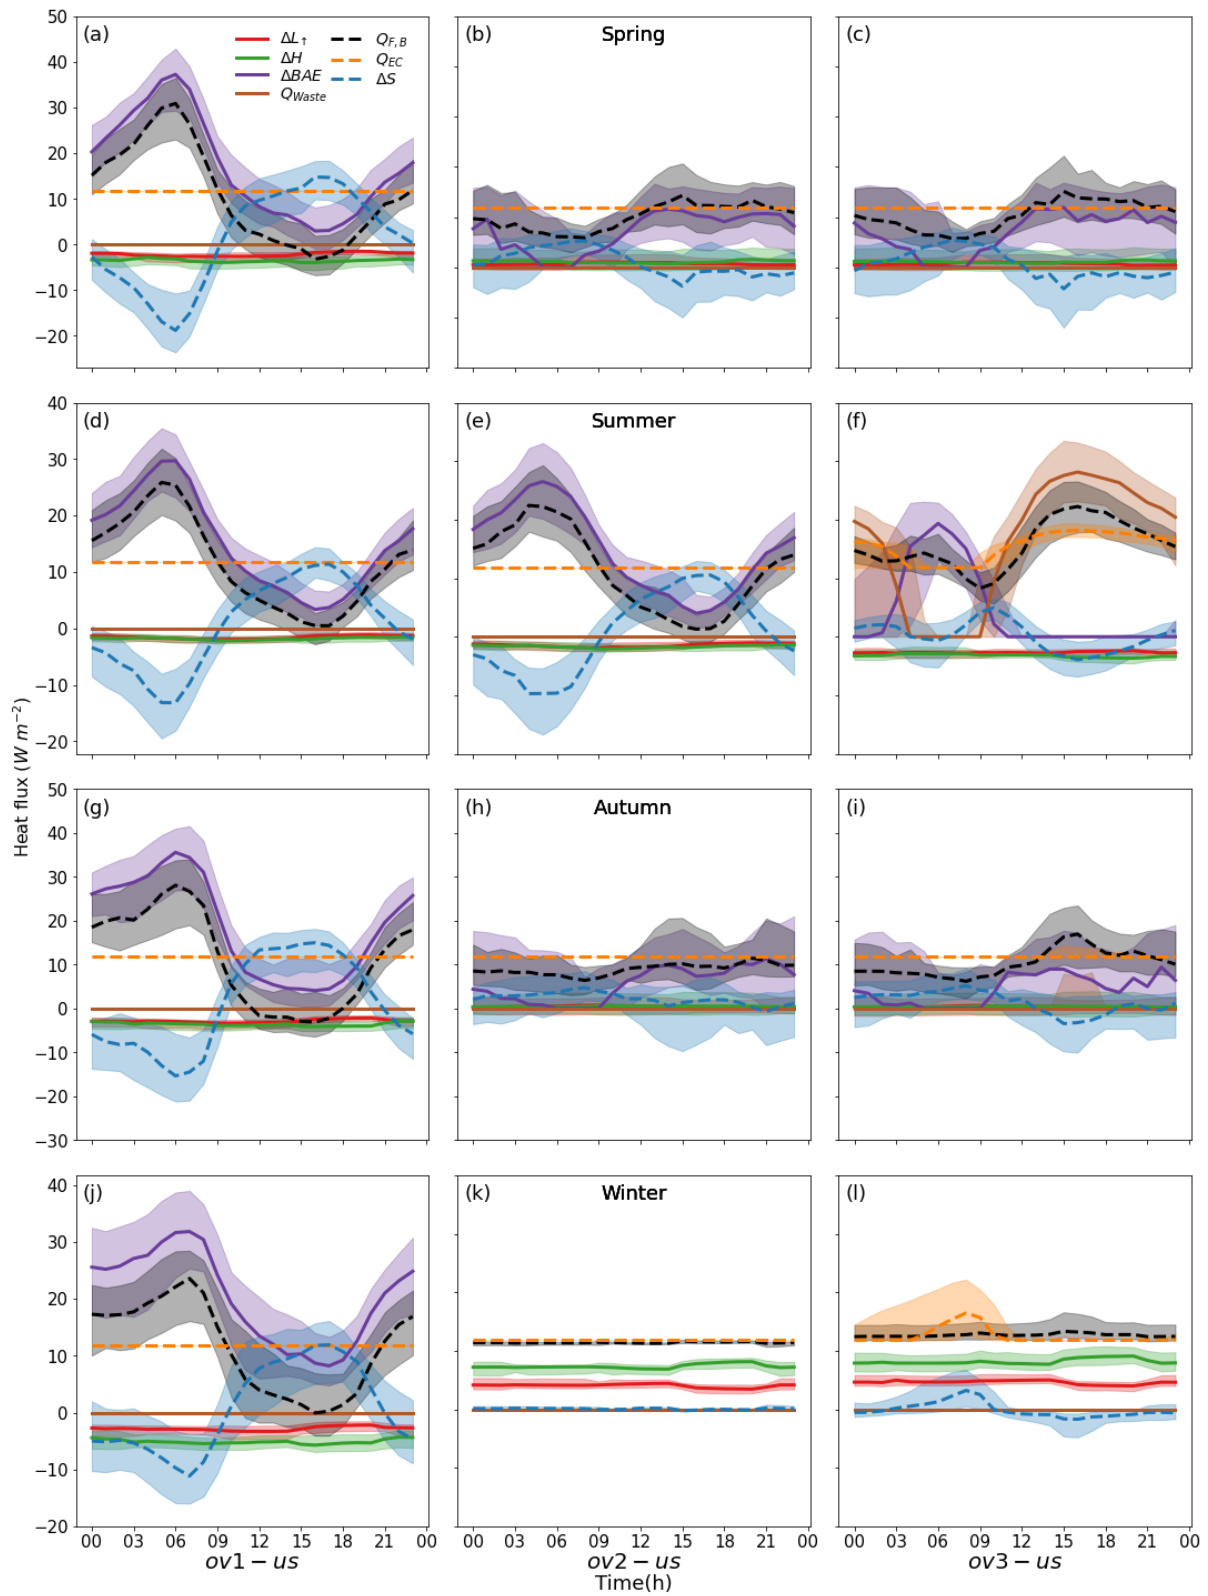 (a)
ΔL↑
ΔH
ΔBAE
Q_Waste
Q_F,B
Q_EC
ΔS
(b)
Spring
(c)
50
40
30
20
10
0
−10
−20
(d)
(e)
Summer
(f)
40
30
20
10
0
−10
−20
Heat flux (W m⁻²)
(g)
(h)
Autumn
(i)
50
40
30
20
10
0
−10
−20
−30
(j)
(k)
Winter
(l)
40
30
20
10
0
−10
−20
00 03 06 09 12 15 18 21 00
00 03 06 09 12 15 18 21 00
00 03 06 09 12 15 18 21 00
ov1 − us
ov2 − us
ov3 − us
Time(h)